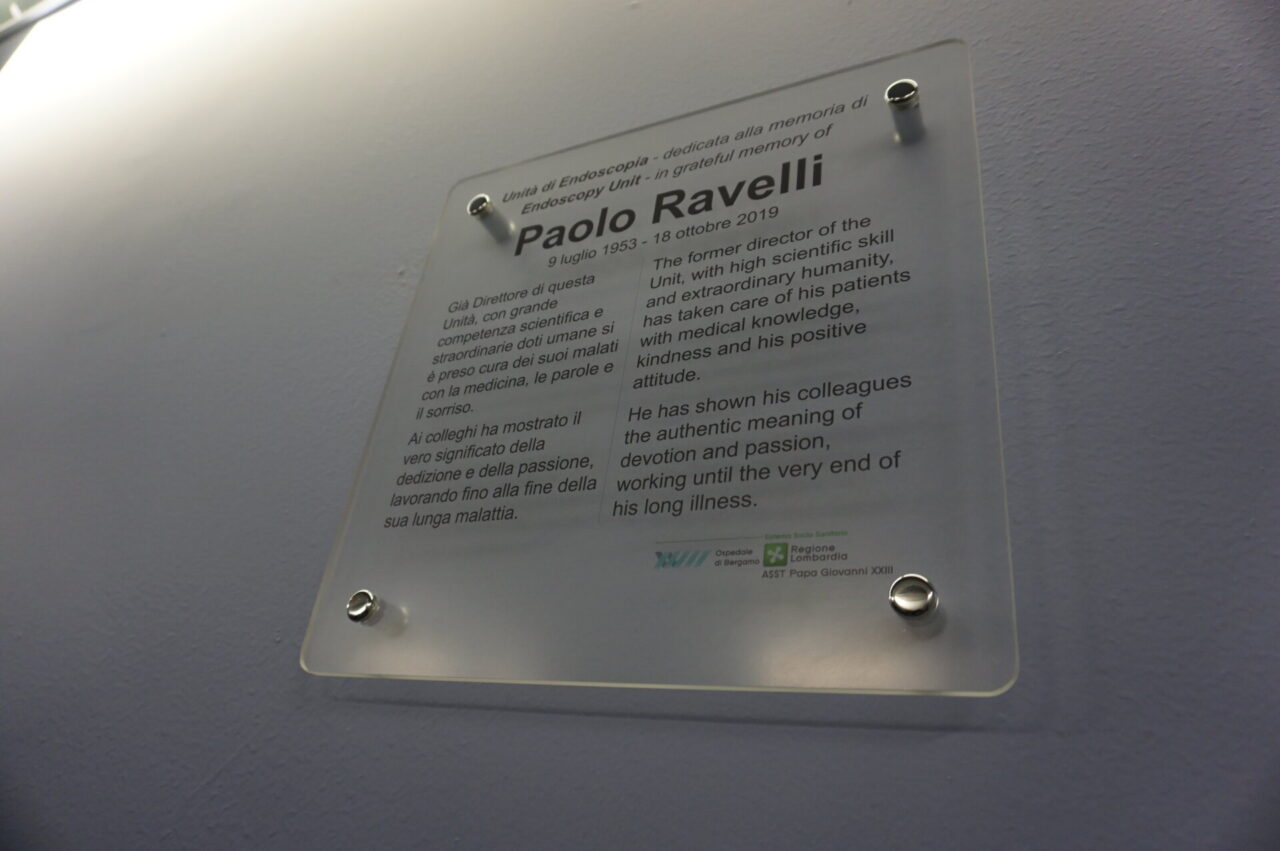 Unità di Endoscopia - dedicata alla memoria di
Endoscopy Unit - in grateful memory of
Paolo Ravelli
9 luglio 1953 - 18 ottobre 2019
Già Direttore di questa
Unità, con grande
competenza scientifica e
straordinarie doti umane si
è preso cura dei suoi malati
con la medicina, le parole e
il sorriso.
Ai colleghi ha mostrato il
vero significato della
dedizione e della passione,
lavorando fino alla fine della
sua lunga malattia.
The former director of the
Unit, with high scientific skill
and extraordinary humanity,
has taken care of his patients
with medical knowledge,
kindness and his positive
attitude.
He has shown his colleagues
the authentic meaning of
devotion and passion,
working until the very end of
his long illness.
Sistema Socio Sanitario
XXIII
Ospedale
di Bergamo
Regione
Lombardia
ASST Papa Giovanni XXIII